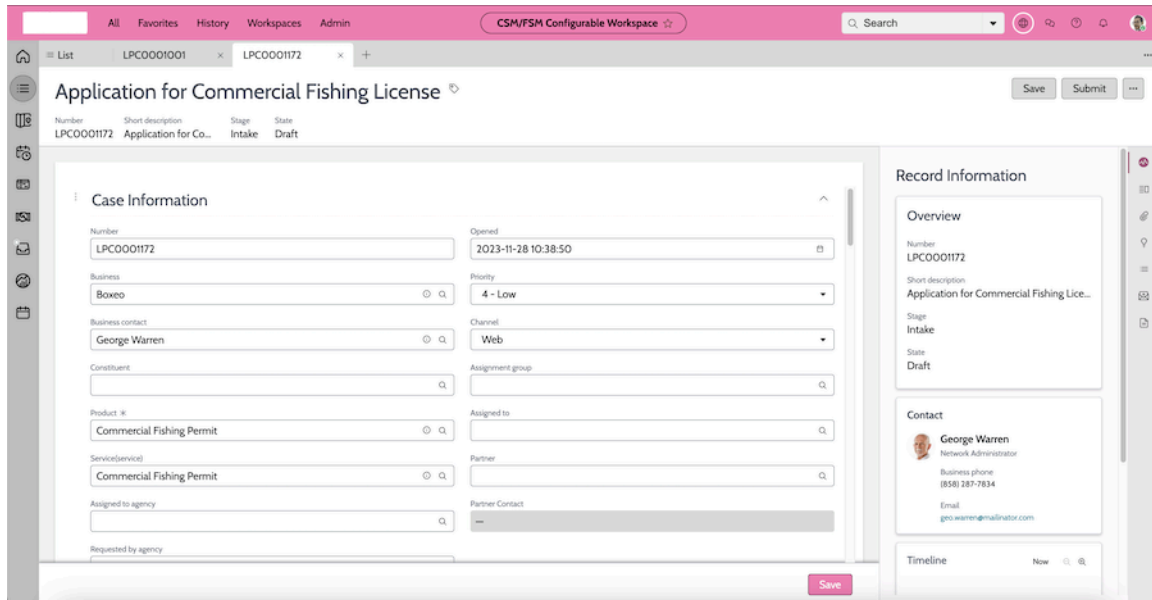 All Favorites History Workspaces Admin CSM/FSM Configurable Workspace Search
List LPC0001001 LPC0001172
Application for Commercial Fishing License Save Submit
Number Short description Stage State
LPC0001172 Application for Co... Intake Draft
Case Information
Number
LPC0001172
Business
Boxeo
Business contact
George Warren
Constituent
Product
Commercial Fishing Permit
Service(service)
Commercial Fishing Permit
Assigned to agency
Requested by agency
Opened
2023-11-28 10:38:50
Priority
4 - Low
Channel
Web
Assignment group
Assigned to
Partner
Partner Contact
—
Save
Record Information
Overview
Number
LPC0001172
Short description
Application for Commercial Fishing Lice...
Stage
Intake
State
Draft
Contact
George Warren
Network Administrator
Business phone
(858) 287-7834
Email
geo.warren@mailinator.com
Timeline Now